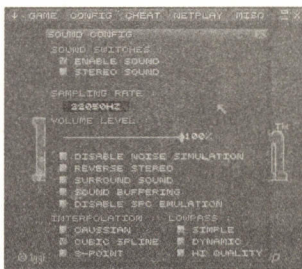 GAME CONFIG CHEAT NETPLAY MISC
SOUND CONFIG
SOUND SWITCHES :
ENABLE SOUND
STEREO SOUND
SAMPLING RATE :
22050HZ
VOLUME LEVEL
100%
DISABLE NOISE SIMULATION
REVERSE STEREO
SURROUND SOUND
SOUND BUFFERING
DISABLE SPC EMULATION
INTERPOLATION : LOWPASS :
GAUSSIAN SIMPLE
CUBIC SPLINE DYNAMIC
8-POINT HI QUALITY